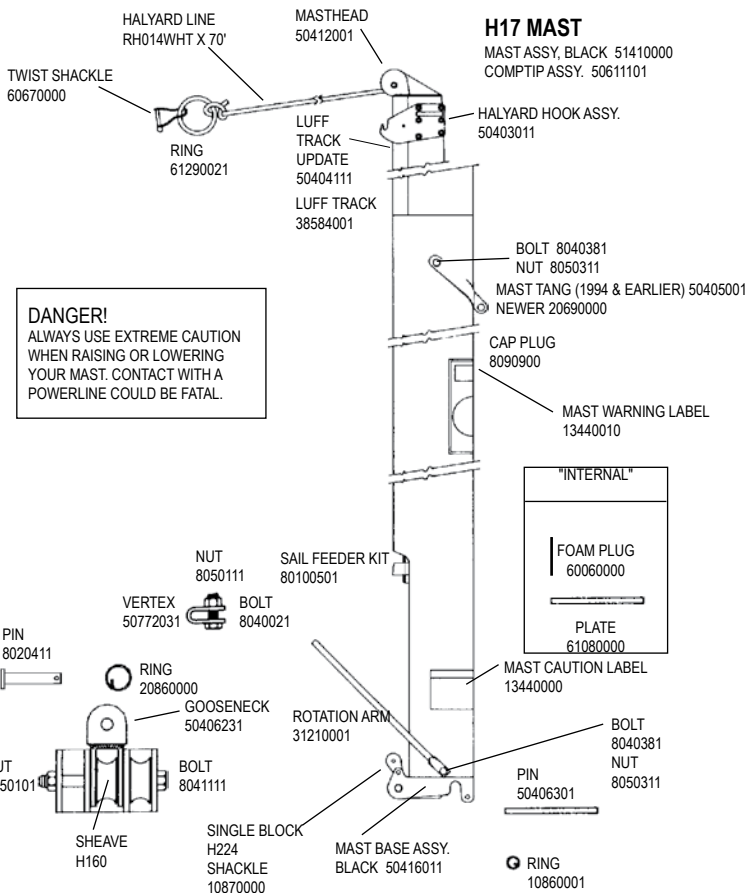 H17 MAST
MAST ASSY, BLACK 51410000
COMPTIP ASSY. 50611101
HALYARD LINE
RH014WHT X 70'
MASTHEAD
50412001
TWIST SHACKLE
60670000
RING
61290021
LUFF
TRACK
UPDATE
50404111
LUFF TRACK
38584001
HALYARD HOOK ASSY.
50403011
BOLT 8040381
NUT 8050311
MAST TANG (1994 & EARLIER) 50405001
NEWER 20690000
DANGER!
ALWAYS USE EXTREME CAUTION
WHEN RAISING OR LOWERING
YOUR MAST. CONTACT WITH A
POWERLINE COULD BE FATAL.
CAP PLUG
8090900
MAST WARNING LABEL
13440010
"INTERNAL"
FOAM PLUG
60060000
PLATE
61080000
NUT
8050111
SAIL FEEDER KIT
80100501
VERTEX
50772031
BOLT
8040021
PIN
8020411
RING
20860000
GOOSENECK
50406231
MAST CAUTION LABEL
13440000
ROTATION ARM
31210001
BOLT
8040381
NUT
8050311
UT
50101
BOLT
8041111
SHEAVE
H160
PIN
50406301
SINGLE BLOCK
H224
SHACKLE
10870000
MAST BASE ASSY.
BLACK 50416011
RING
10860001